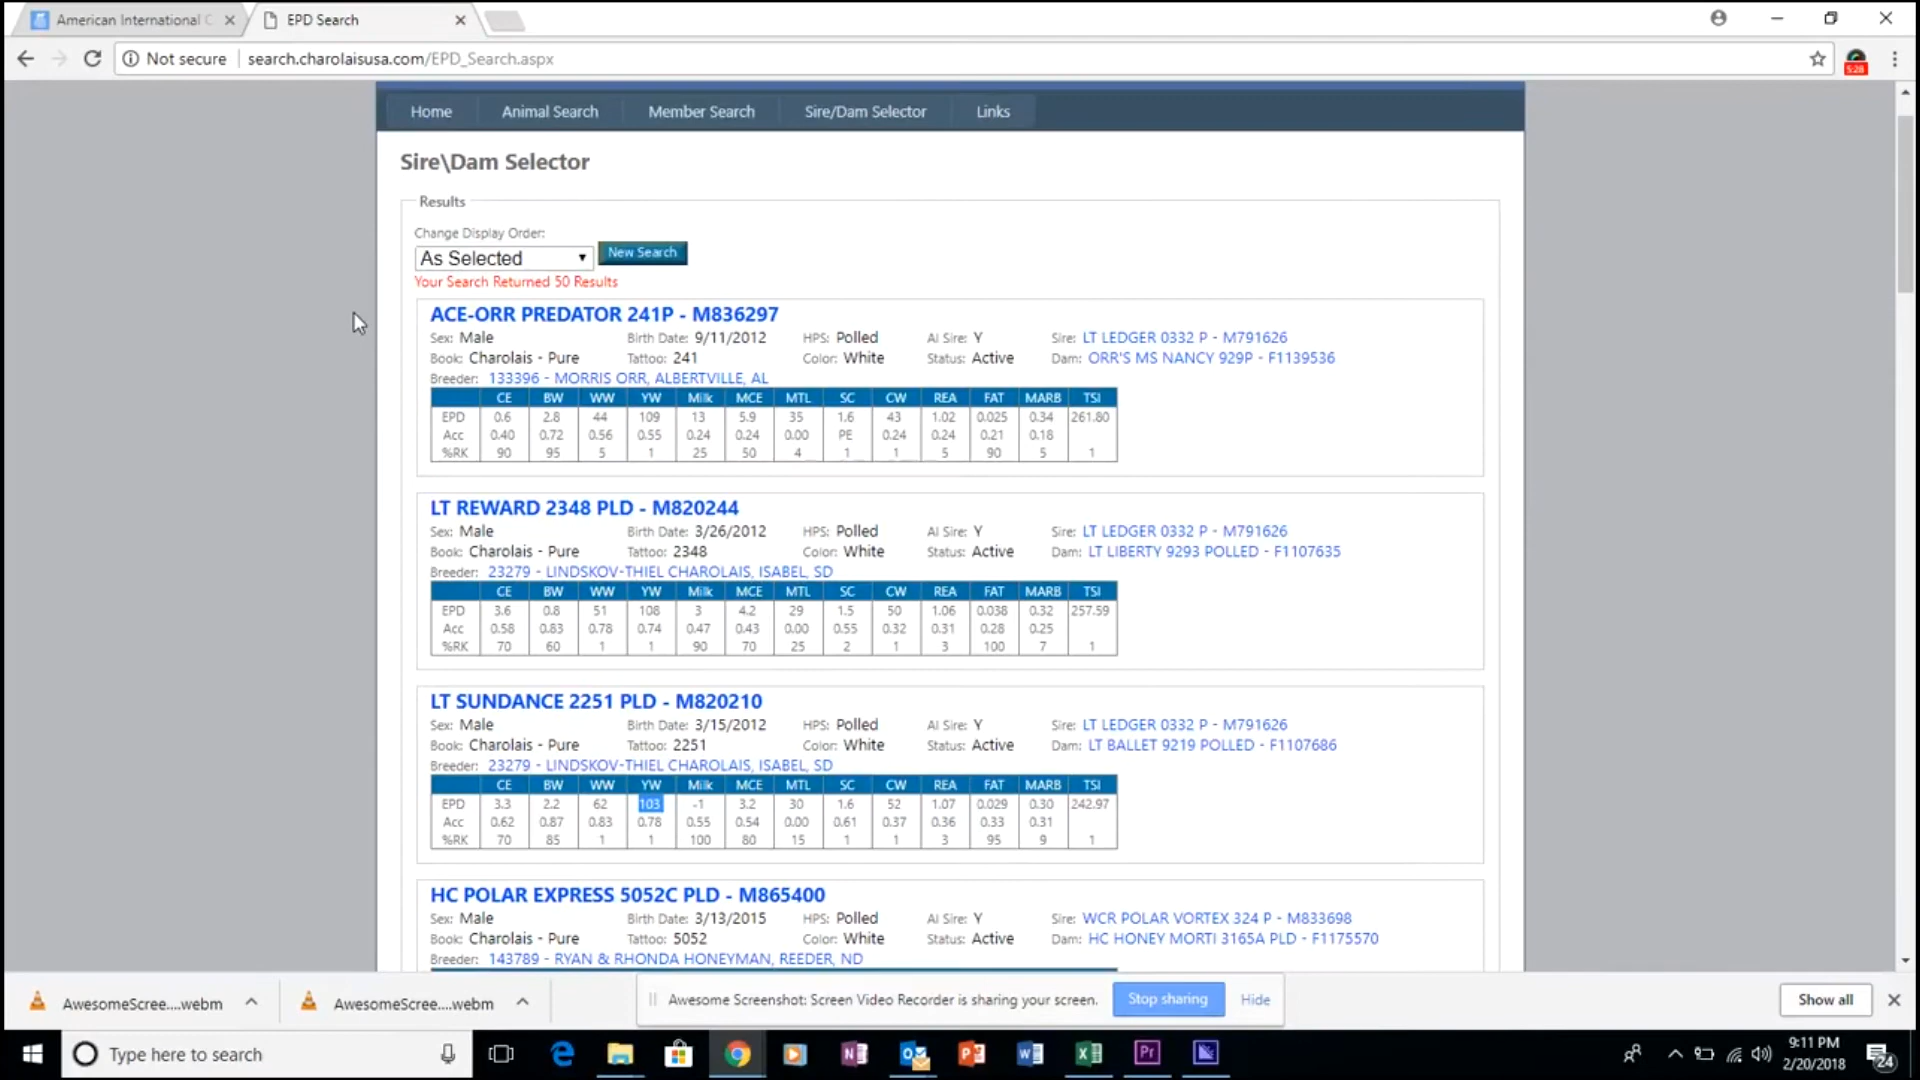 American International C
EPD Search
Not secure
search.charolaisusa.com/EPD_Search.aspx
5:28
Home Animal Search Member Search Sire/Dam Selector Links
Sire\Dam Selector
Results
Change Display Order:
As Selected
New Search
Your Search Returned 50 Results
ACE-ORR PREDATOR 241P - M836297
Sex: Male Birth Date: 9/11/2012 HPS: Polled AI Sire: Y Sire: LT LEDGER 0332 P - M791626
Book: Charolais - Pure Tattoo: 241 Color: White Status: Active Dam: ORR'S MS NANCY 929P - F1139536
Breeder: 133396 - MORRIS ORR, ALBERTVILLE, AL
CE BW WW YW Milk MCE MTL SC CW REA FAT MARB TSI
EPD 0.6 2.8 44 109 13 5.9 35 1.6 43 1.02 0.025 0.34 261.80
Acc 0.40 0.72 0.56 0.55 0.24 0.24 0.00 PE 0.24 0.24 0.21 0.18
%RK 90 95 5 1 25 50 4 1 1 5 90 5 1
LT REWARD 2348 PLD - M820244
Sex: Male Birth Date: 3/26/2012 HPS: Polled AI Sire: Y Sire: LT LEDGER 0332 P - M791626
Book: Charolais - Pure Tattoo: 2348 Color: White Status: Active Dam: LT LIBERTY 9293 POLLED - F1107635
Breeder: 23279 - LINDSKOV-THIEL CHAROLAIS, ISABEL, SD
CE BW WW YW Milk MCE MTL SC CW REA FAT MARB TSI
EPD 3.6 0.8 51 108 3 4.2 29 1.5 50 1.06 0.038 0.32 257.59
Acc 0.58 0.83 0.78 0.74 0.47 0.43 0.00 0.55 0.32 0.31 0.28 0.25
%RK 70 60 1 1 90 70 25 2 1 3 100 7 1
LT SUNDANCE 2251 PLD - M820210
Sex: Male Birth Date: 3/15/2012 HPS: Polled AI Sire: Y Sire: LT LEDGER 0332 P - M791626
Book: Charolais - Pure Tattoo: 2251 Color: White Status: Active Dam: LT BALLET 9219 POLLED - F1107686
Breeder: 23279 - LINDSKOV-THIEL CHAROLAIS, ISABEL, SD
CE BW WW YW Milk MCE MTL SC CW REA FAT MARB TSI
EPD 3.3 2.2 62 103 -1 3.2 30 1.6 52 1.07 0.029 0.30 242.97
Acc 0.62 0.87 0.83 0.78 0.55 0.54 0.00 0.61 0.37 0.36 0.33 0.31
%RK 70 85 1 1 100 80 15 1 1 3 95 9 1
HC POLAR EXPRESS 5052C PLD - M865400
Sex: Male Birth Date: 3/13/2015 HPS: Polled AI Sire: Y Sire: WCR POLAR VORTEX 324 P - M833698
Book: Charolais - Pure Tattoo: 5052 Color: White Status: Active Dam: HC HONEY MORTI 3165A PLD - F1175570
Breeder: 143789 - RYAN & RHONDA HONEYMAN, REEDER, ND
AwesomeScree....webm
AwesomeScree....webm
Awesome Screenshot: Screen Video Recorder is sharing your screen.
Stop sharing
Hide
Show all
Type here to search
9:11 PM
2/20/2018
24